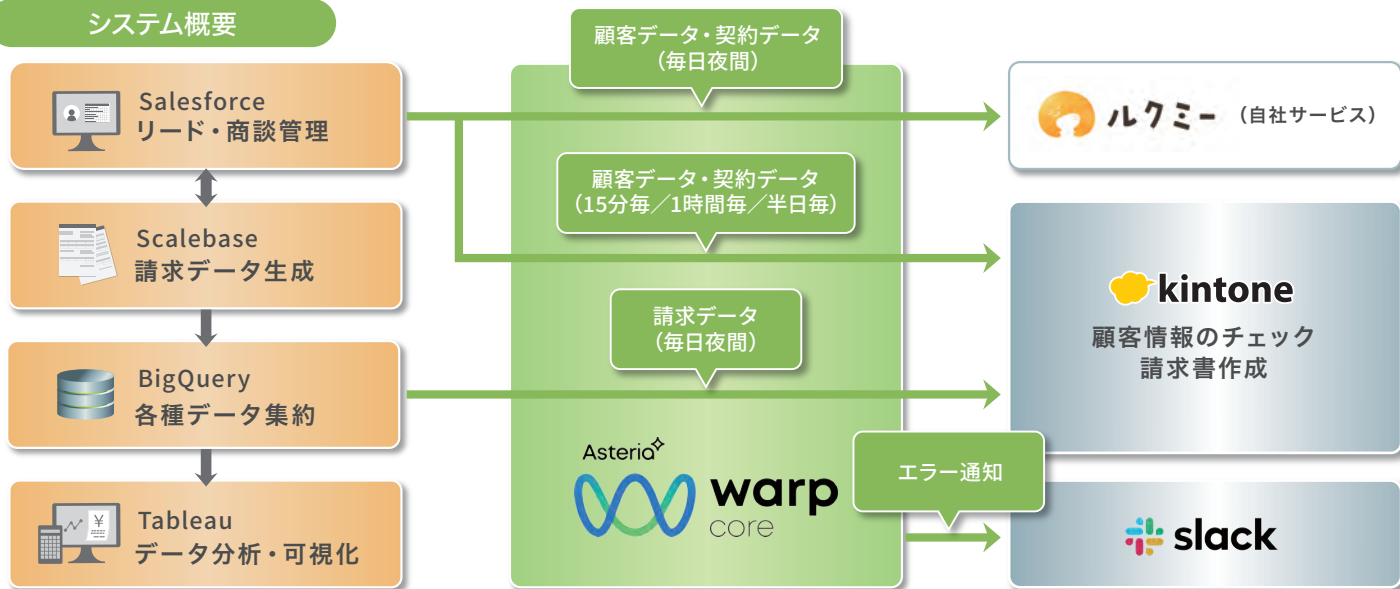 システム概要
Salesforce
リード・商談管理
Scalebase
請求データ生成
BigQuery
各種データ集約
¥
Tableau
データ分析・可視化
顧客データ・契約データ
（毎日夜間）
顧客データ・契約データ
（15分毎／1時間毎／半日毎）
請求データ
（毎日夜間）
Asteria
warp
core
エラー通知
ルクミー （自社サービス）
kintone
顧客情報のチェック
請求書作成
slack